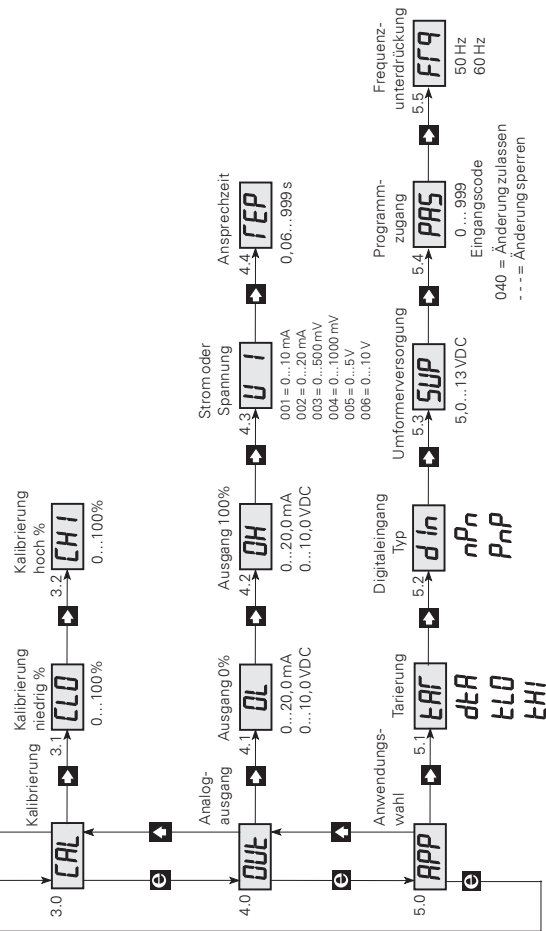 Kalibrierung
3.0
CAL
Kalibrierung
niedrig %
3.1
CLO
0...100%
Kalibrierung
hoch %
3.2
CHI
0...100%
e
Analog-
ausgang
4.0
OUt
Ausgang 0%
4.1
OL
0...20,0 mA
0...10,0 VDC
Ausgang 100%
4.2
OH
0...20,0 mA
0...10,0 VDC
Strom oder
Spannung
4.3
U I
001 = 0...10 mA
002 = 0...20 mA
003 = 0...500 mV
004 = 0...1000 mV
005 = 0...5 V
006 = 0...10 V
Ansprechzeit
4.4
rEP
0,06...999 s
e
Anwendungs-
wahl
5.0
APP
Tarierung
5.1
tAr
dtA
tLO
tHI
Digitaleingang
Typ
5.2
d In
nPn
PnP
Umformerversorgung
5.3
SUP
5,0...13 VDC
Programm-
zugang
5.4
PAS
0 ... 999
Eingangscode
040 = Änderung zulassen
- - - = Änderung sperren
Frequenz-
unterdrückung
5.5
Frq
50 Hz
60 Hz
e